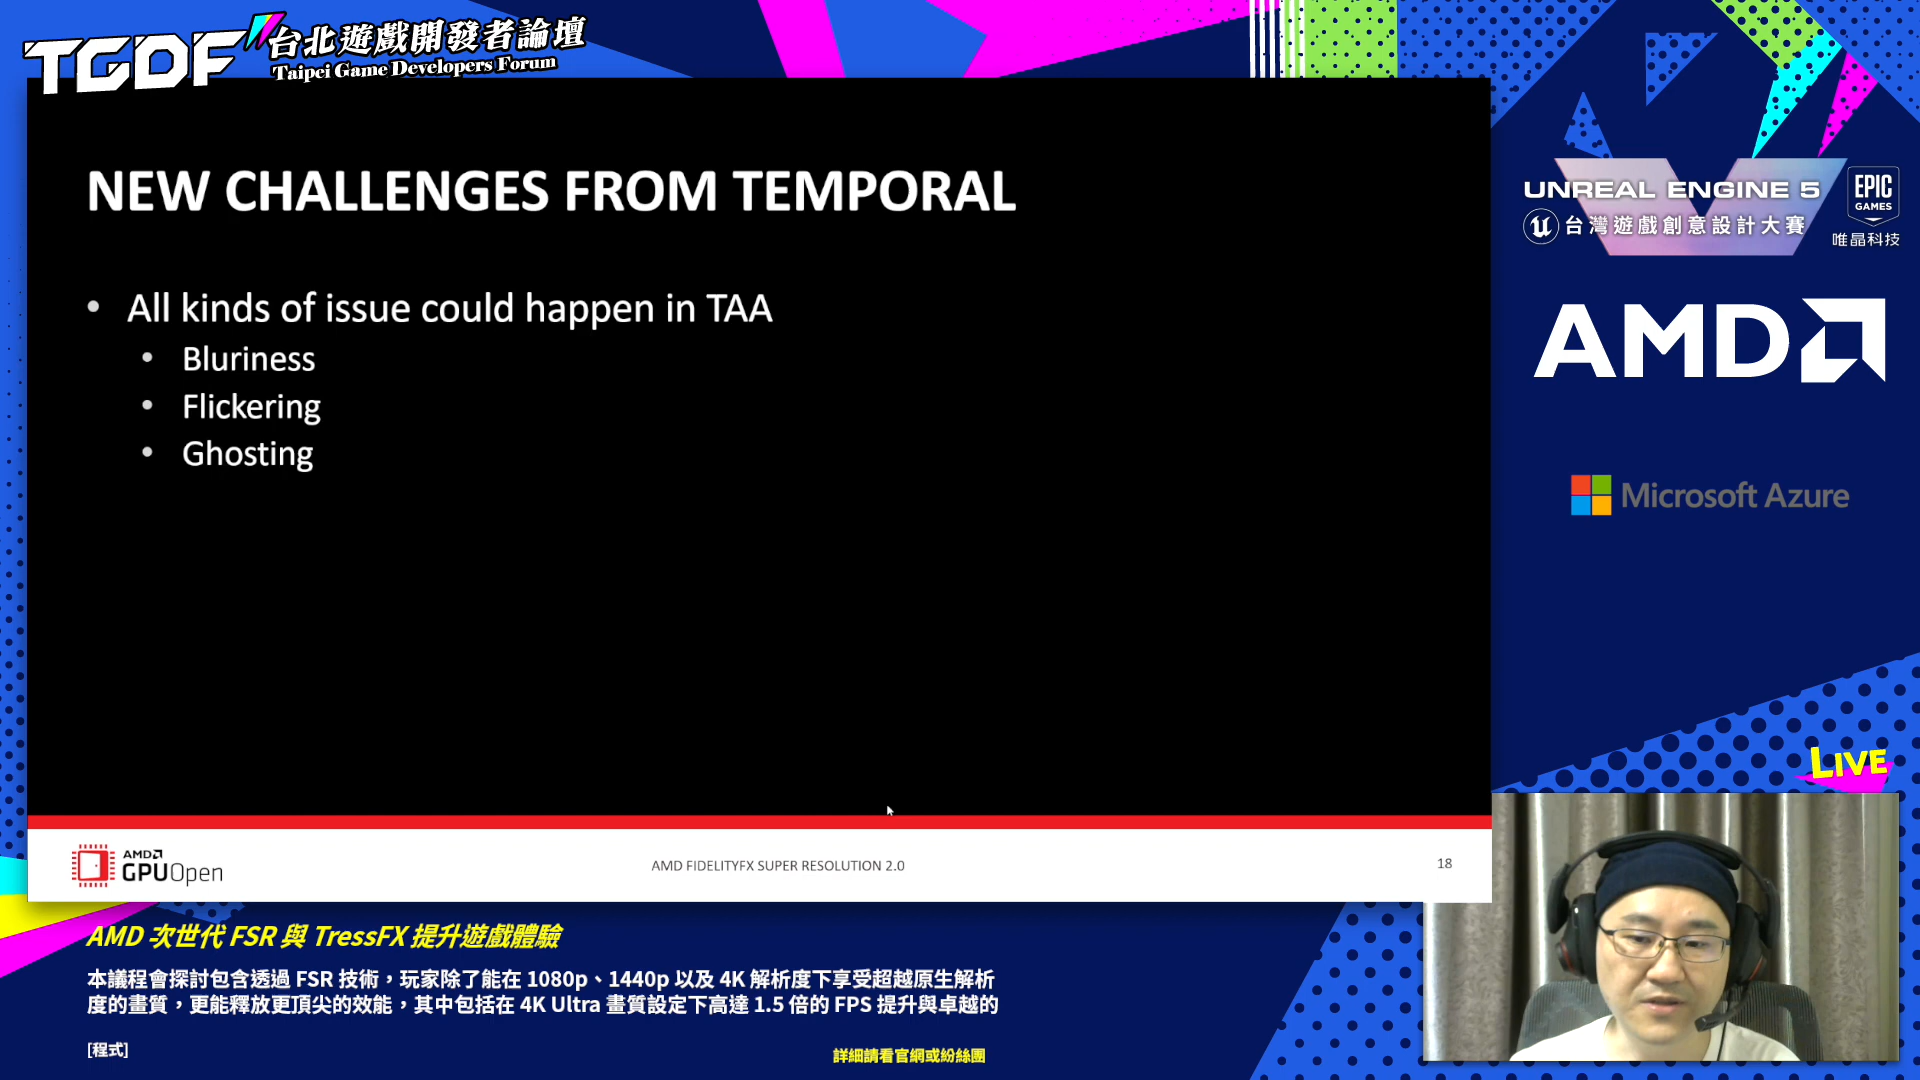 TGDF 台北遊戲開發者論壇
Taipei Game Developers Forum
NEW CHALLENGES FROM TEMPORAL
• All kinds of issue could happen in TAA
• Bluriness
• Flickering
• Ghosting
AMD
GPUOpen
AMD FIDELITYFX SUPER RESOLUTION 2.0
18
UNREAL ENGINE 5
台灣遊戲創意設計大賽
EPIC
GAMES
唯晶科技
AMD
Microsoft Azure
LIVE
AMD 次世代 FSR 與 TressFX 提升遊戲體驗
本議程會探討包含透過 FSR 技術，玩家除了能在 1080p、1440p 以及 4K 解析度下享受超越原生解析
度的畫質，更能釋放更頂尖的效能，其中包括在 4K Ultra 畫質設定下高達 1.5 倍的 FPS 提升與卓越的
[程式]
詳細請看官網或紛絲團